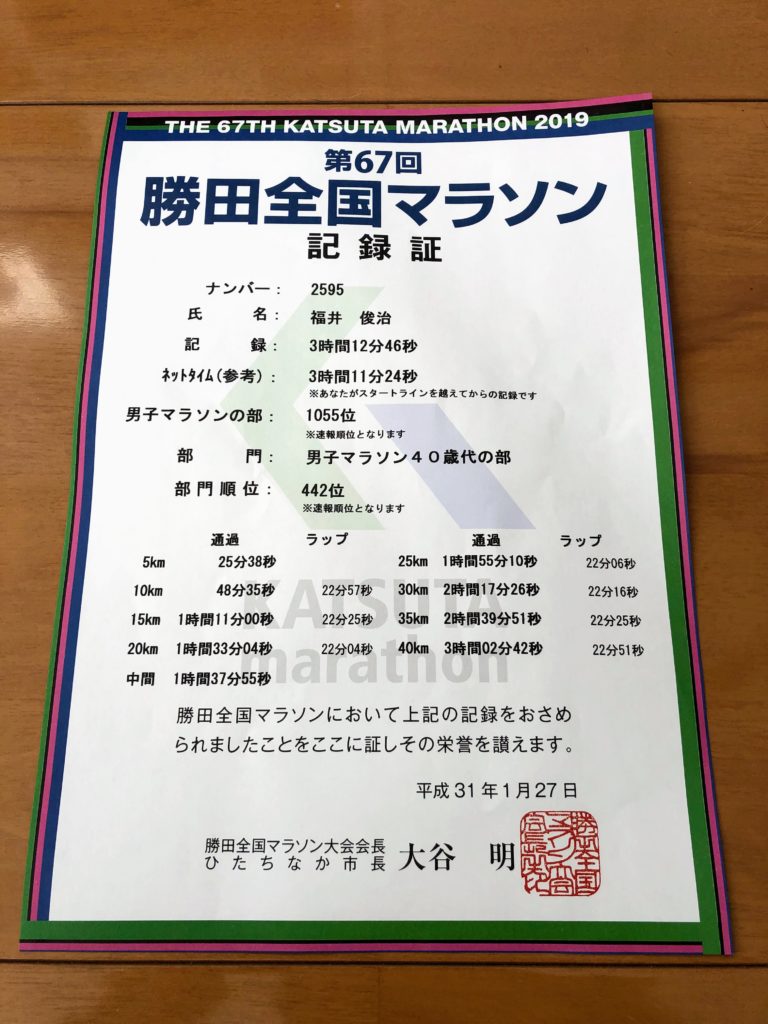 THE 67TH KATSUTA MARATHON 2019
第67回
勝田全国マラソン
記録証
ナンバー： 2595
氏　　名： 福井　俊治
記　　録： 3時間12分46秒
ﾈｯﾄﾀｲﾑ(参考)： 3時間11分24秒
※あなたがスタートラインを越えてからの記録です
男子マラソンの部： 1055位
※速報順位となります
部　　門： 男子マラソン４０歳代の部
部門順位： 442位
※速報順位となります
通過 ラップ 通過 ラップ
5km 25分38秒 25km 1時間55分10秒 22分06秒
10km 48分35秒 22分57秒 30km 2時間17分26秒 22分16秒
15km 1時間11分00秒 22分25秒 35km 2時間39分51秒 22分25秒
20km 1時間33分04秒 22分04秒 40km 3時間02分42秒 22分51秒
中間 1時間37分55秒
KATSUTA
marathon
勝田全国マラソンにおいて上記の記録をおさめ
られましたことをここに証しその栄誉を讃えます。
平成31年1月27日
勝田全国マラソン大会会長
ひたちなか市長 大谷　明